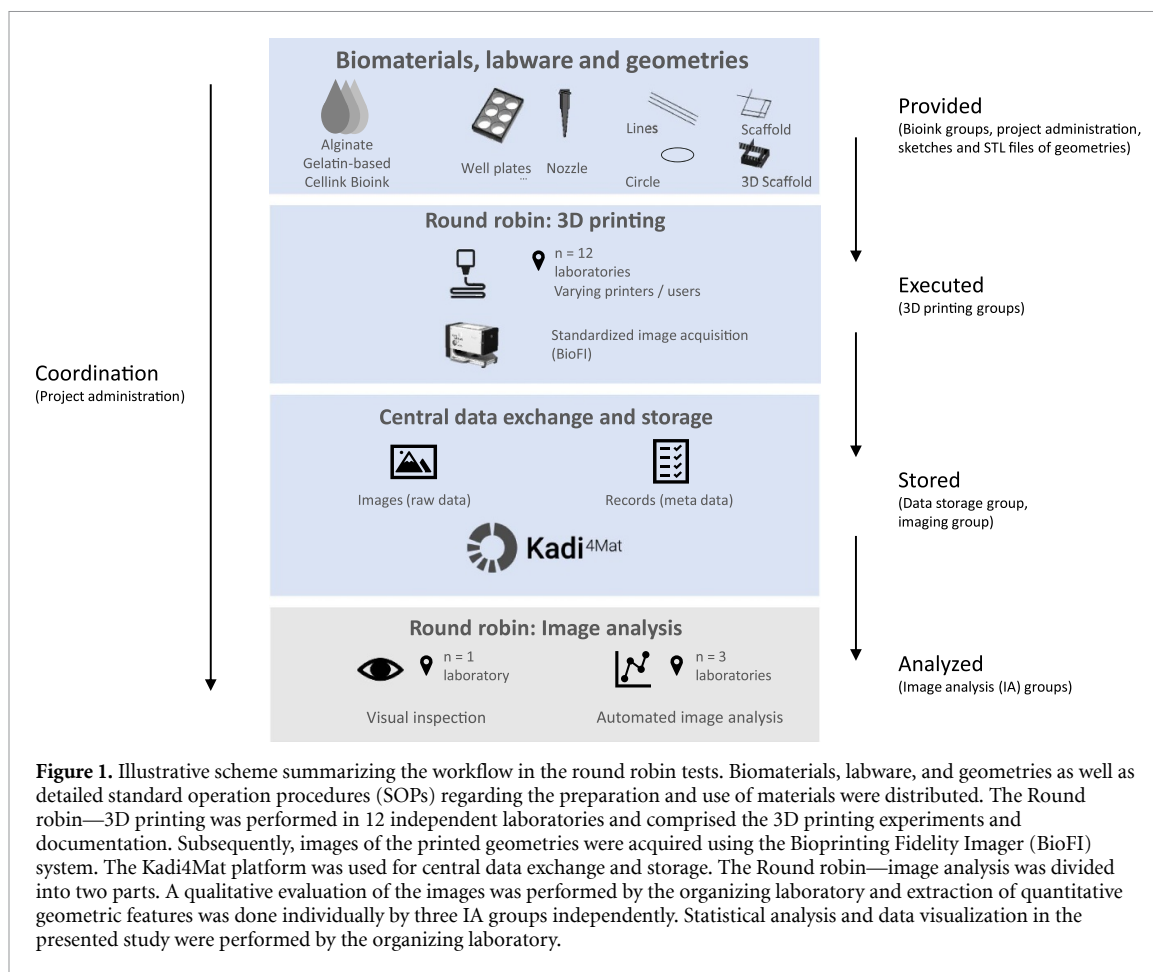 Biomaterials, labware and geometries
Alginate
Gelatin-based
Cellink Bioink
Well plates
...
Nozzle
Lines
Circle
Scaffold
3D Scaffold
Provided
(Bioink groups, project administration,
sketches and STL files of geometries)
Round robin: 3D printing
n = 12
laboratories
Varying printers / users
Standardized image acquisition
(BioFI)
Executed
(3D printing groups)
Coordination
(Project administration)
Central data exchange and storage
Images (raw data)
Records (meta data)
Kadi4Mat
Stored
(Data storage group,
imaging group)
Round robin: Image analysis
n = 1
laboratory
Visual inspection
n = 3
laboratories
Automated image analysis
Analyzed
(Image analysis (IA) groups)
Figure 1. Illustrative scheme summarizing the workflow in the round robin tests. Biomaterials, labware, and geometries as well as
detailed standard operation procedures (SOPs) regarding the preparation and use of materials were distributed. The Round
robin—3D printing was performed in 12 independent laboratories and comprised the 3D printing experiments and
documentation. Subsequently, images of the printed geometries were acquired using the Bioprinting Fidelity Imager (BioFI)
system. The Kadi4Mat platform was used for central data exchange and storage. The Round robin—image analysis was divided
into two parts. A qualitative evaluation of the images was performed by the organizing laboratory and extraction of quantitative
geometric features was done individually by three IA groups independently. Statistical analysis and data visualization in the
presented study were performed by the organizing laboratory.